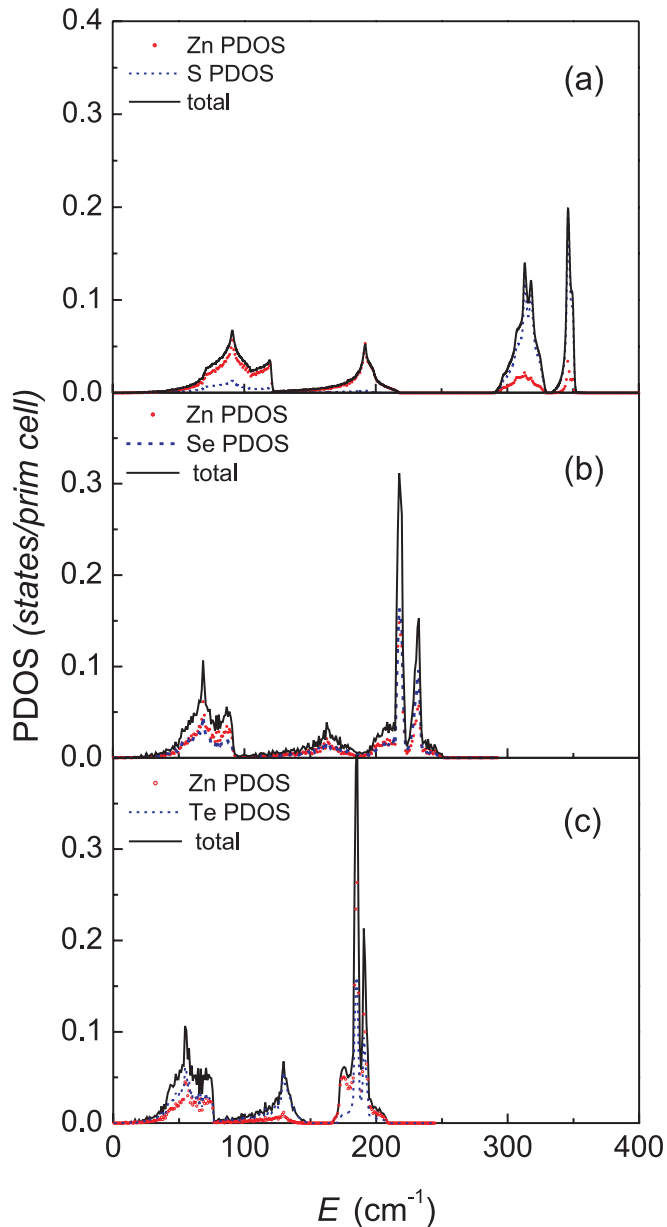 0.4
Zn PDOS
S PDOS
total
(a)
0.3
0.2
0.1
0.0
Zn PDOS
Se PDOS
total
(b)
0.3
0.2
0.1
0.0
Zn PDOS
Te PDOS
total
(c)
0.3
0.2
0.1
0.0
0 100 200 300 400
E (cm⁻¹)
PDOS (states/prim cell)